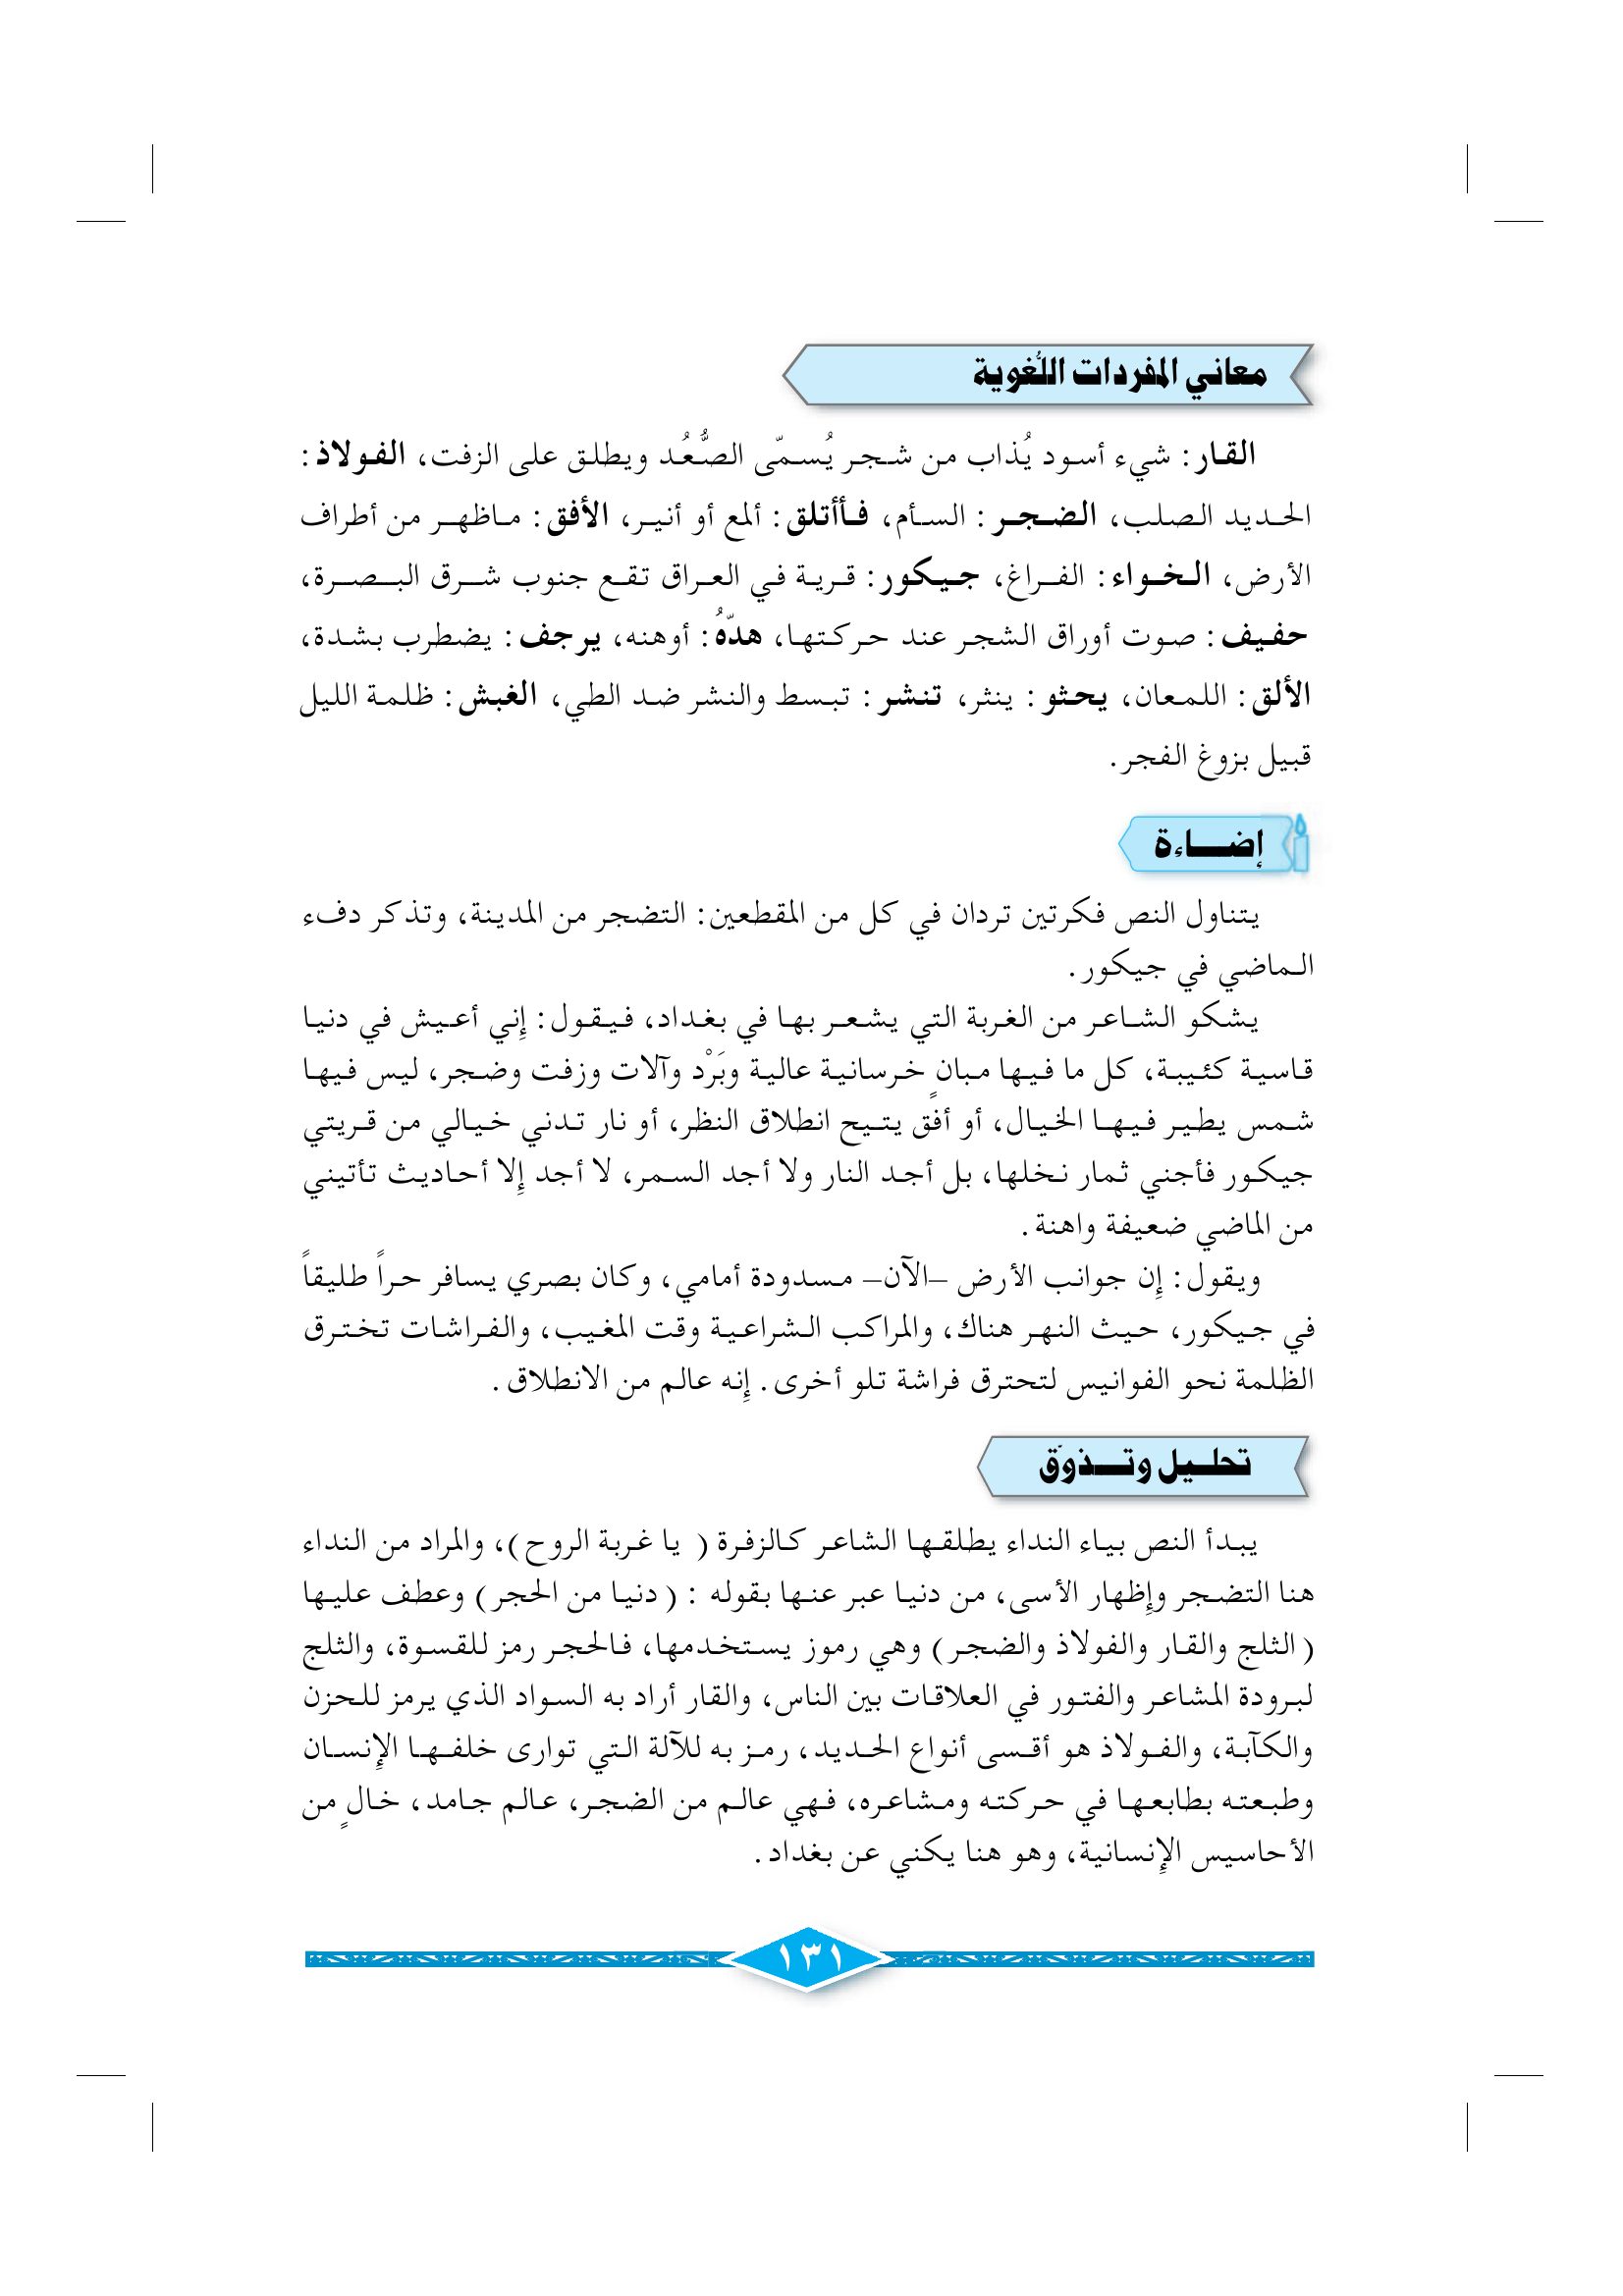 معاني المفردات اللُغوية
القار: شيء أسود يُذاب من شجر يُسمّى الصُّعُد ويطلق على الزفت، الفولاذ:
الحديد الصلب، الضجر: السأم، فأأتلق: ألمع أو أنير، الأفق: ماظهر من أطراف
الأرض، الخواء: الفراغ، جيكور: قرية في العراق تقع جنوب شرق البصرة،
حفيف: صوت أوراق الشجر عند حركتها، هدّهُ: أوهنه، يرجف: يضطرب بشدة،
الألق: اللمعان، يحثو: ينثر، تنشر: تبسط والنشر ضد الطي، الغبش: ظلمة الليل
قبيل بزوغ الفجر.
إضاءة
يتناول النص فكرتين تردان في كل من المقطعين: التضجر من المدينة، وتذكر دفء
الماضي في جيكور.
يشكو الشاعر من الغربة التي يشعر بها في بغداد، فيقول: إني أعيش في دنيا
قاسية كئيبة، كل ما فيها مبانٍ خرسانية عالية وبَرْد وآلات وزفت وضجر، ليس فيها
شمس يطير فيها الخيال، أو أفق يتيح انطلاق النظر، أو نار تدني خيالي من قريتي
جيكور فأجني ثمار نخلها، بل أجد النار ولا أجد السمر، لا أجد إلا أحاديث تأتيني
من الماضي ضعيفة واهنة.
ويقول: إن جوانب الأرض –الآن– مسدودة أمامي، وكان بصري يسافر حراً طليقاً
في جيكور، حيث النهر هناك، والمراكب الشراعية وقت المغيب، والفراشات تخترق
الظلمة نحو الفوانيس لتحترق فراشة تلو أخرى. إنه عالم من الانطلاق.
تحليل وتذوّق
يبدأ النص بياء النداء يطلقها الشاعر كالزفرة ( يا غربة الروح)، والمراد من النداء
هنا التضجر وإظهار الأسى، من دنيا عبر عنها بقوله : (دنيا من الحجر) وعطف عليها
(الثلج والقار والفولاذ والضجر) وهي رموز يستخدمها، فالحجر رمز للقسوة، والثلج
لبرودة المشاعر والفتور في العلاقات بين الناس، والقار أراد به السواد الذي يرمز للحزن
والكآبة، والفولاذ هو أقسى أنواع الحديد، رمز به للآلة التي توارى خلفها الإنسان
وطبعته بطابعها في حركته ومشاعره، فهي عالم من الضجر، عالم جامد، خالٍ من
الأحاسيس الإنسانية، وهو هنا يكني عن بغداد.
١٣١